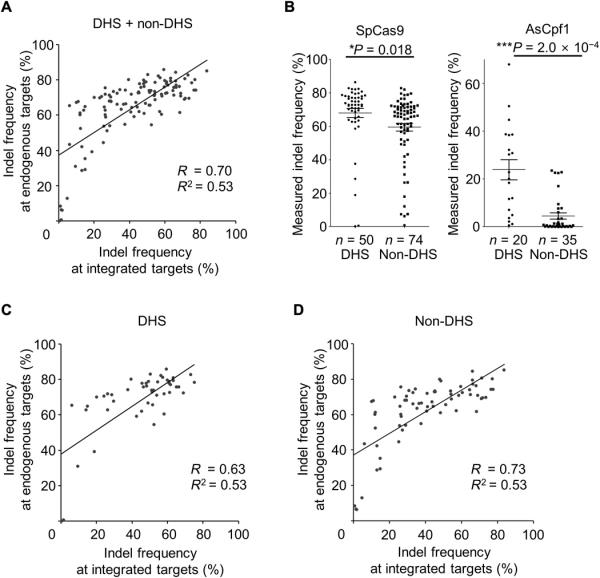 A
DHS + non-DHS
Indel frequency
at endogenous targets (%)
100
80
60
40
20
0
R = 0.70
R² = 0.53
0 20 40 60 80 100
Indel frequency
at integrated targets (%)
B
SpCas9
*P = 0.018
Measured indel frequency (%)
100
80
60
40
20
0
n = 50 n = 74
DHS Non-DHS
AsCpf1
***P = 2.0 × 10⁻⁴
Measured indel frequency (%)
60
40
20
0
n = 20 n = 35
DHS Non-DHS
C
DHS
Indel frequency
at endogenous targets (%)
100
80
60
40
20
0
R = 0.63
R² = 0.53
0 20 40 60 80 100
Indel frequency
at integrated targets (%)
D
Non-DHS
Indel frequency
at endogenous targets (%)
100
80
60
40
20
0
R = 0.73
R² = 0.53
0 20 40 60 80 100
Indel frequency
at integrated targets (%)